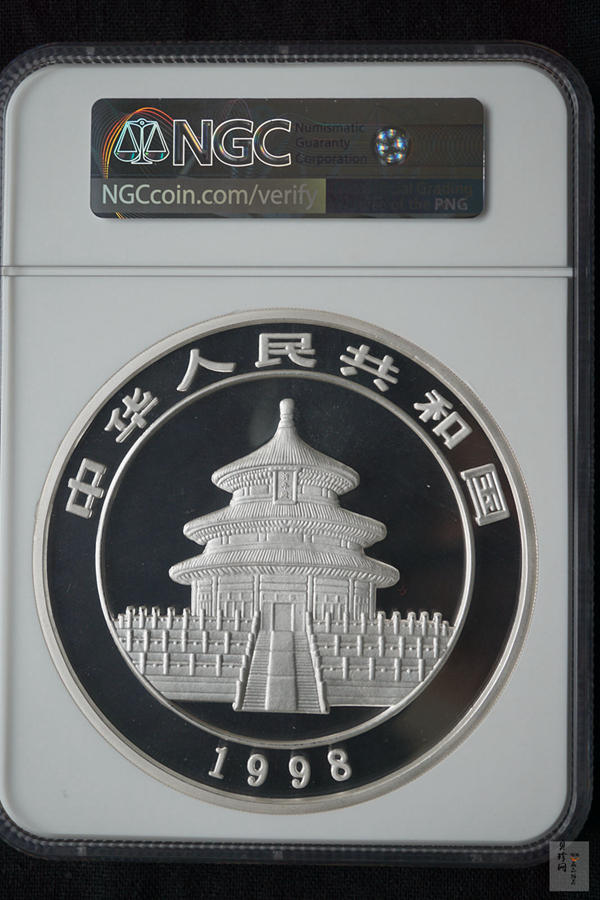 NGC
Numismatic
Guaranty
Corporation
NGCcoin.com/verify
PNG
中华人民共和国
1998